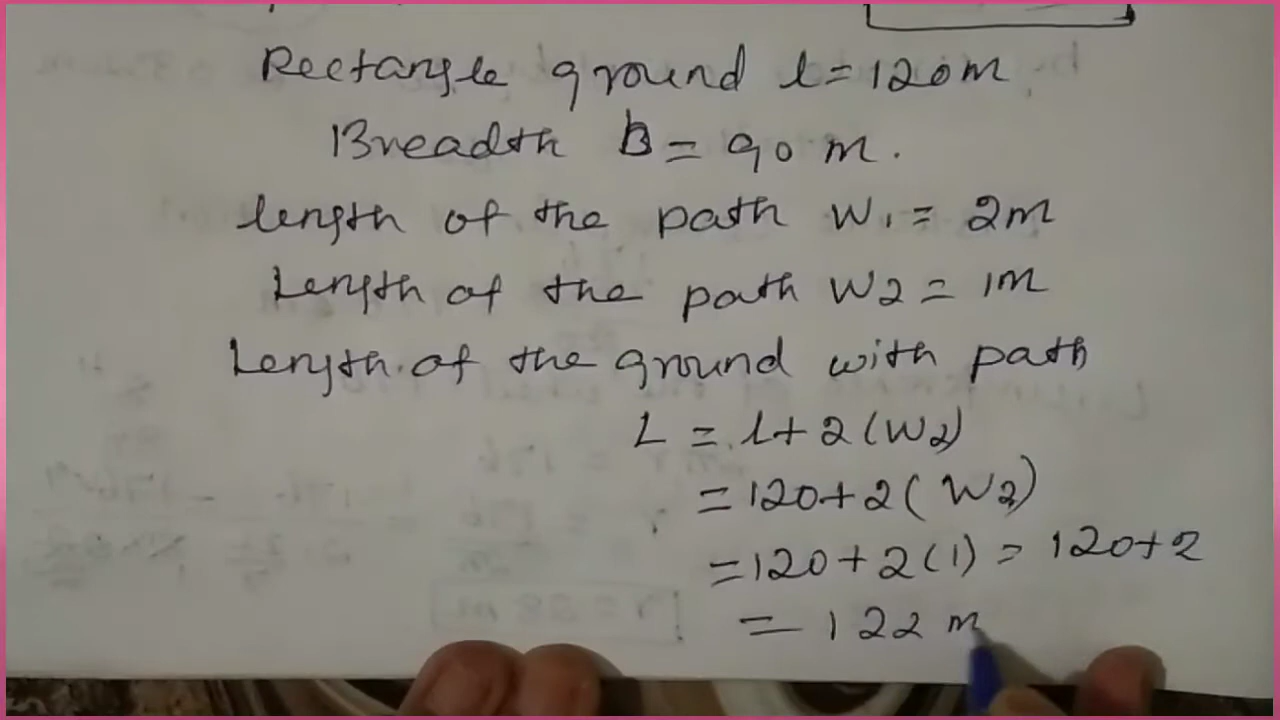 Rectangle ground l = 120m
Breadth b = 90 m.
length of the path W1 = 2m
Length of the path W2 = 1m
Length of the ground with path
L = l + 2(W2)
= 120 + 2(W2)
= 120 + 2(1) = 120 + 2
= 122 m